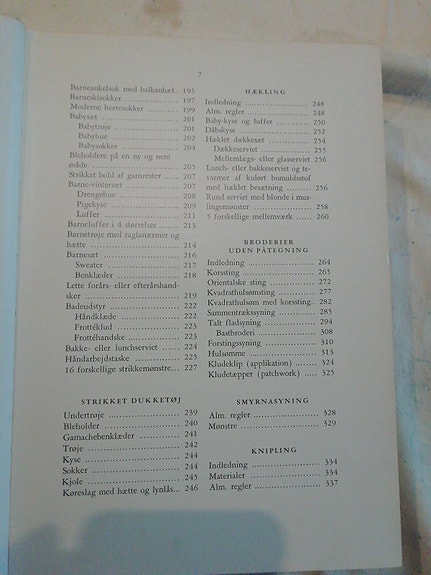 7
Barneankelsok med balkanhæl.. 195
Barneskisokker ........................ 197
Moderne herresokker ................ 199
Babysæt .................................. 201
Babytrøje .............................. 201
Babyhue ................................ 202
Babysokker ........................... 204
Bleholdere på en ny og nem
måde ...................................... 205
Strikket bold af garnrester ........ 207
Barne-vintersæt ....................... 207
Drengehue ............................ 208
Pigekyse ............................... 209
Luffer ................................... 211
Barneluffer i 4 størrelser ........... 213
Barnetrøje med raglanærmer og
hætte ..................................... 214
Barnesæt ................................ 216
Sweater ................................ 217
Benklæder ............................ 218
Lette forårs- eller efterårshand-
sker ....................................... 219
Badeudstyr ............................. 222
Håndklæde ........................... 222
Frottéklud ............................. 223
Frottéhandske ....................... 223
Bakke- eller lunchserviet .......... 224
Håndarbejdstaske .................... 225
16 forskellige strikkemønstre.... 227
STRIKKET DUKKETØJ
Undertrøje .............................. 239
Bleholder ................................ 240
Gamachebenklæder ................. 241
Trøje ...................................... 242
Kyse ....................................... 244
Sokker .................................... 244
Kjole ...................................... 245
Køreslag med hætte og lynlås... 246
HÆKLING
Indledning .............................. 248
Alm. regler ............................. 248
Baby-kyse og luffer .................. 250
Dåbskyse ................................ 252
Hæklet dækkesæt .................... 254
Dækkeserviet ........................ 255
Mellemlægs- eller glasserviet 256
Lunch- eller bakkeserviet og te-
varmer af kulørt bomuldsstof
med hæklet besætning ............. 256
Rund serviet med blonde i mus-
lingemønster .......................... 258
5 forskellige mellemværk .......... 260
BRODERIER
UDEN PÅTEGNING
Indledning .............................. 264
Korssting ................................ 265
Orientalske sting ..................... 272
Kvadrathulsømsting ................ 277
Kvadrathulsøm med korssting.. 282
Sammentrækssyning ................ 285
Talt fladsyning ........................ 294
Bastbroderi ........................... 308
Forstingssyning ....................... 310
Hulsømme .............................. 313
Kludeklip (applikation) ............ 324
Kludetæpper (patchwork) ........ 325
SMYRNASYNING
Alm. regler ............................. 328
Mønstre .................................. 329
KNIPLING
Indledning .............................. 334
Materialer ............................... 334
Alm. regler ............................. 337